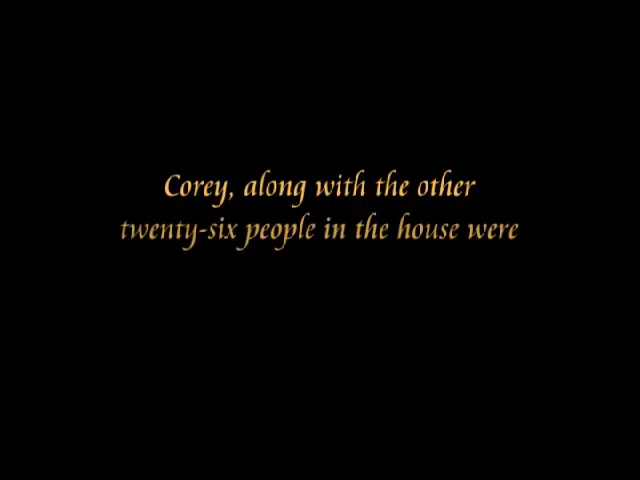 Corey, along with the other
twenty-six people in the house were